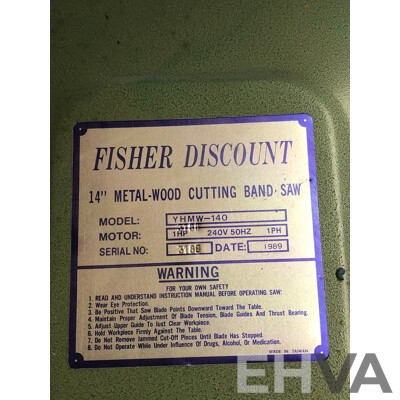 FISHER DISCOUNT
14" METAL-WOOD CUTTING BAND SAW
MODEL: YHMW-140
MOTOR: 1HP 240V 50HZ 1PH
SERIAL NO: DATE: 1989
WARNING
FOR YOUR OWN SAFETY
1. READ AND UNDERSTAND INSTRUCTION MANUAL BEFORE OPERATING SAW.
2. Wear Eye Protection.
3. Be Positive That Saw Blade Points Downward Toward The Table.
4. Maintain Proper Adjustment Of Blade Tension, Blade Guides And Thrust Bearing.
5. Adjust Upper Guide To Just Clear Workpiece.
6. Hold Workpiece Firmly Against The Table.
7. Do Not Remove Jammed Cut-Off Pieces Until Blade Has Stopped.
8. Do Not Operate While Under Influence Of Drugs, Alcohol, Or Medication.
MADE IN TAIWAN
EHVA